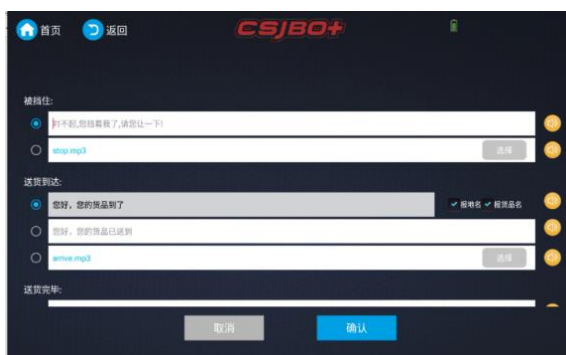 首页 返回 CSJBO+
被挡住:
对不起,您挡着我了,请您让一下!
stop.mp3 选择
送货到达:
您好，您的货品到了 报地名 报货品名
您好，您的货品已送到
arrive.mp3 选择
送货完毕:
取消 确认